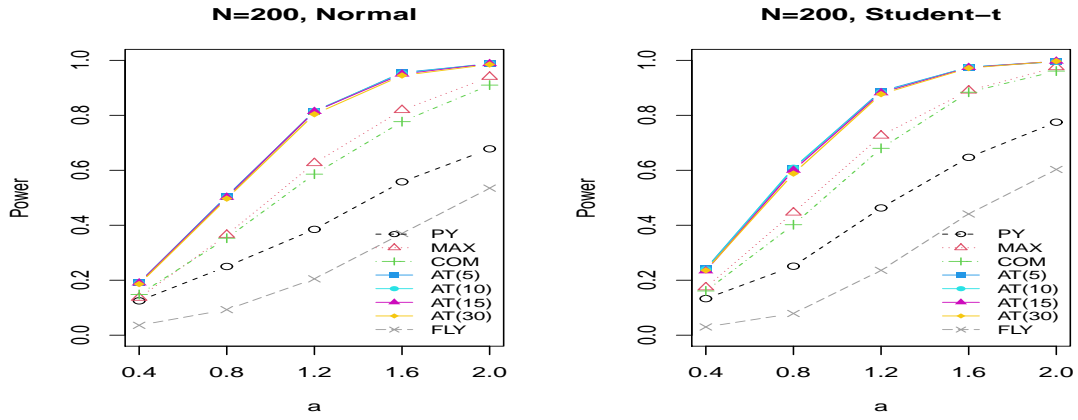 N=200, Normal
Power
1.0
0.8
0.6
0.4
0.2
0.0
PY
MAX
COM
AT(5)
AT(10)
AT(15)
AT(30)
FLY
0.4 0.8 1.2 1.6 2.0
a
N=200, Student−t
Power
1.0
0.8
0.6
0.4
0.2
0.0
PY
MAX
COM
AT(5)
AT(10)
AT(15)
AT(30)
FLY
0.4 0.8 1.2 1.6 2.0
a